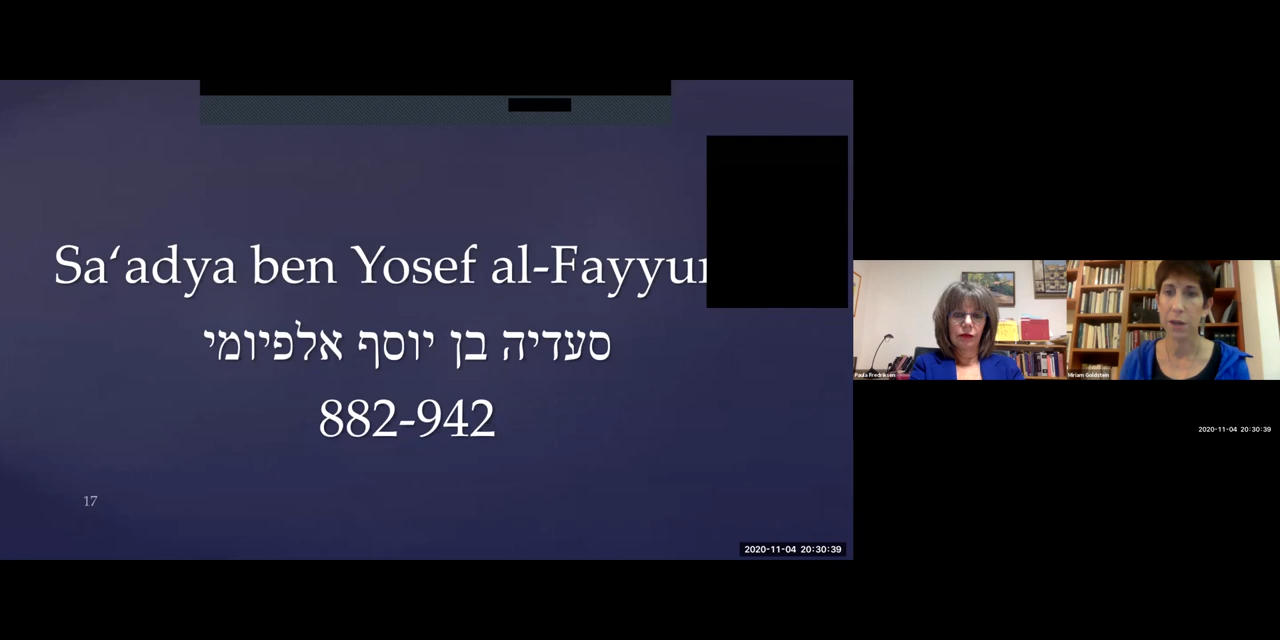 Sa‘adya ben Yosef al-Fayyu
סעדיה בן יוסף אלפיומי
882-942
17
2020-11-04 20:30:39
Paula Fredriksen
Miriam Goldstein
2020-11-04 20:30:39